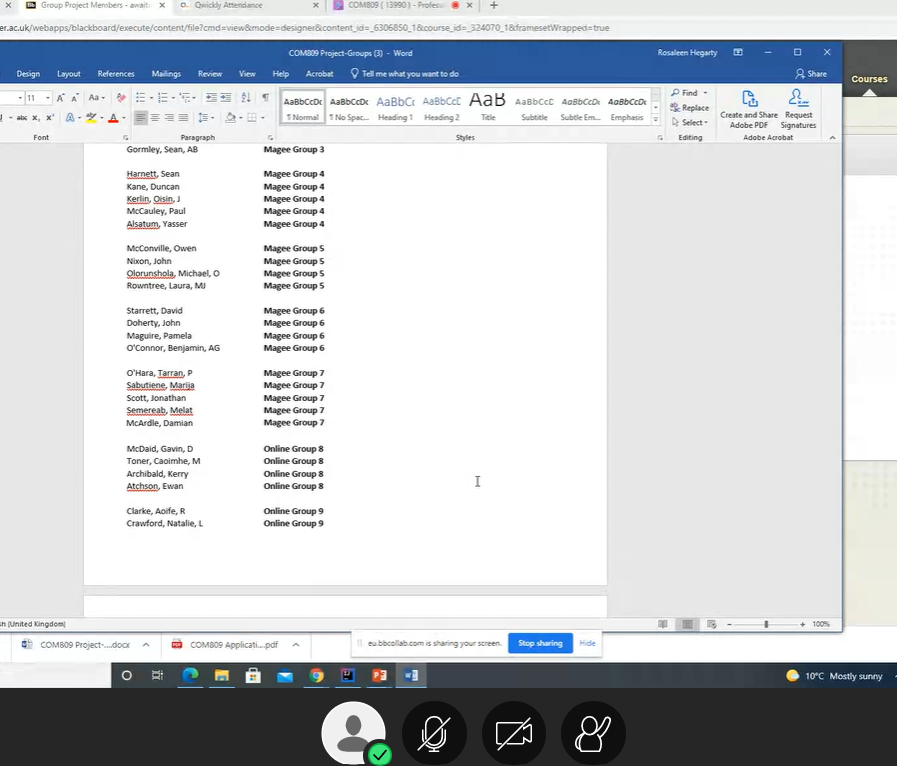 Group Project Members - awaits
Qwickly Attendance
COM809 ( 13990 ) - Profess
er.ac.uk/webapps/blackboard/execute/content/file?cmd=view&mode=designer&content_id=_6306850_1&course_id=_324070_1&framesetWrapped=true
COM809 Project-Groups (3) - Word
Rosaleen Hegarty
Design Layout References Mailings Review View Help Acrobat Tell me what you want to do
Share
Courses
11
Aa
AaBbCcDc AaBbCcDc AaBbCc AaBbCcC AaB AaBbCcC AaBbCcDc AaBbCcDc
¶ Normal ¶ No Spac... Heading 1 Heading 2 Title Subtitle Subtle Em... Emphasis
Find
Replace
Select
Create and Share Adobe PDF
Request Signatures
Font Paragraph Styles Editing Adobe Acrobat
Gormley, Sean, AB Magee Group 3
Harnett, Sean Magee Group 4
Kane, Duncan Magee Group 4
Kerlin, Oisin, J Magee Group 4
McCauley, Paul Magee Group 4
Alsatum, Yasser Magee Group 4
McConville, Owen Magee Group 5
Nixon, John Magee Group 5
Olorunshola, Michael, O Magee Group 5
Rowntree, Laura, MJ Magee Group 5
Starrett, David Magee Group 6
Doherty, John Magee Group 6
Maguire, Pamela Magee Group 6
O'Connor, Benjamin, AG Magee Group 6
O'Hara, Tarran, P Magee Group 7
Sabutiene, Marija Magee Group 7
Scott, Jonathan Magee Group 7
Semereab, Melat Magee Group 7
McArdle, Damian Magee Group 7
McDaid, Gavin, D Online Group 8
Toner, Caoimhe, M Online Group 8
Archibald, Kerry Online Group 8
Atchson, Ewan Online Group 8
Clarke, Aoife, R Online Group 9
Crawford, Natalie, L Online Group 9
sh (United Kingdom)
100%
COM809 Project-....docx
COM809 Applicati....pdf
eu.bbcollab.com is sharing your screen.
Stop sharing
Hide
10°C Mostly sunny